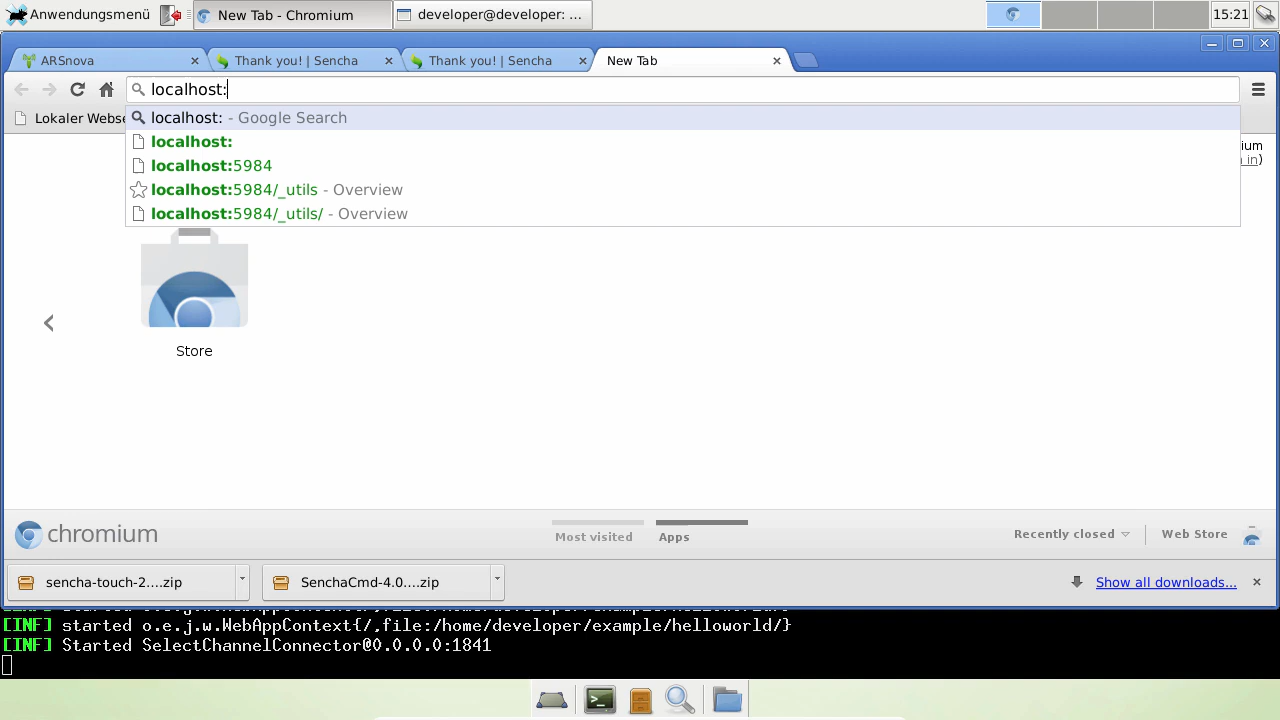 Anwendungsmenü New Tab - Chromium developer@developer: ... 15:21
ARSnova Thank you! | Sencha Thank you! | Sencha New Tab
localhost:
Lokaler Webse
localhost: - Google Search
localhost:
localhost:5984
localhost:5984/_utils - Overview
localhost:5984/_utils/ - Overview
ium
in)
Store
chromium Most visited Apps Recently closed Web Store
sencha-touch-2....zip SenchaCmd-4.0....zip Show all downloads...
[INF] started o.e.j.w.WebAppContext{/,file:/home/developer/example/helloworld/}
[INF] Started SelectChannelConnector@0.0.0.0:1841